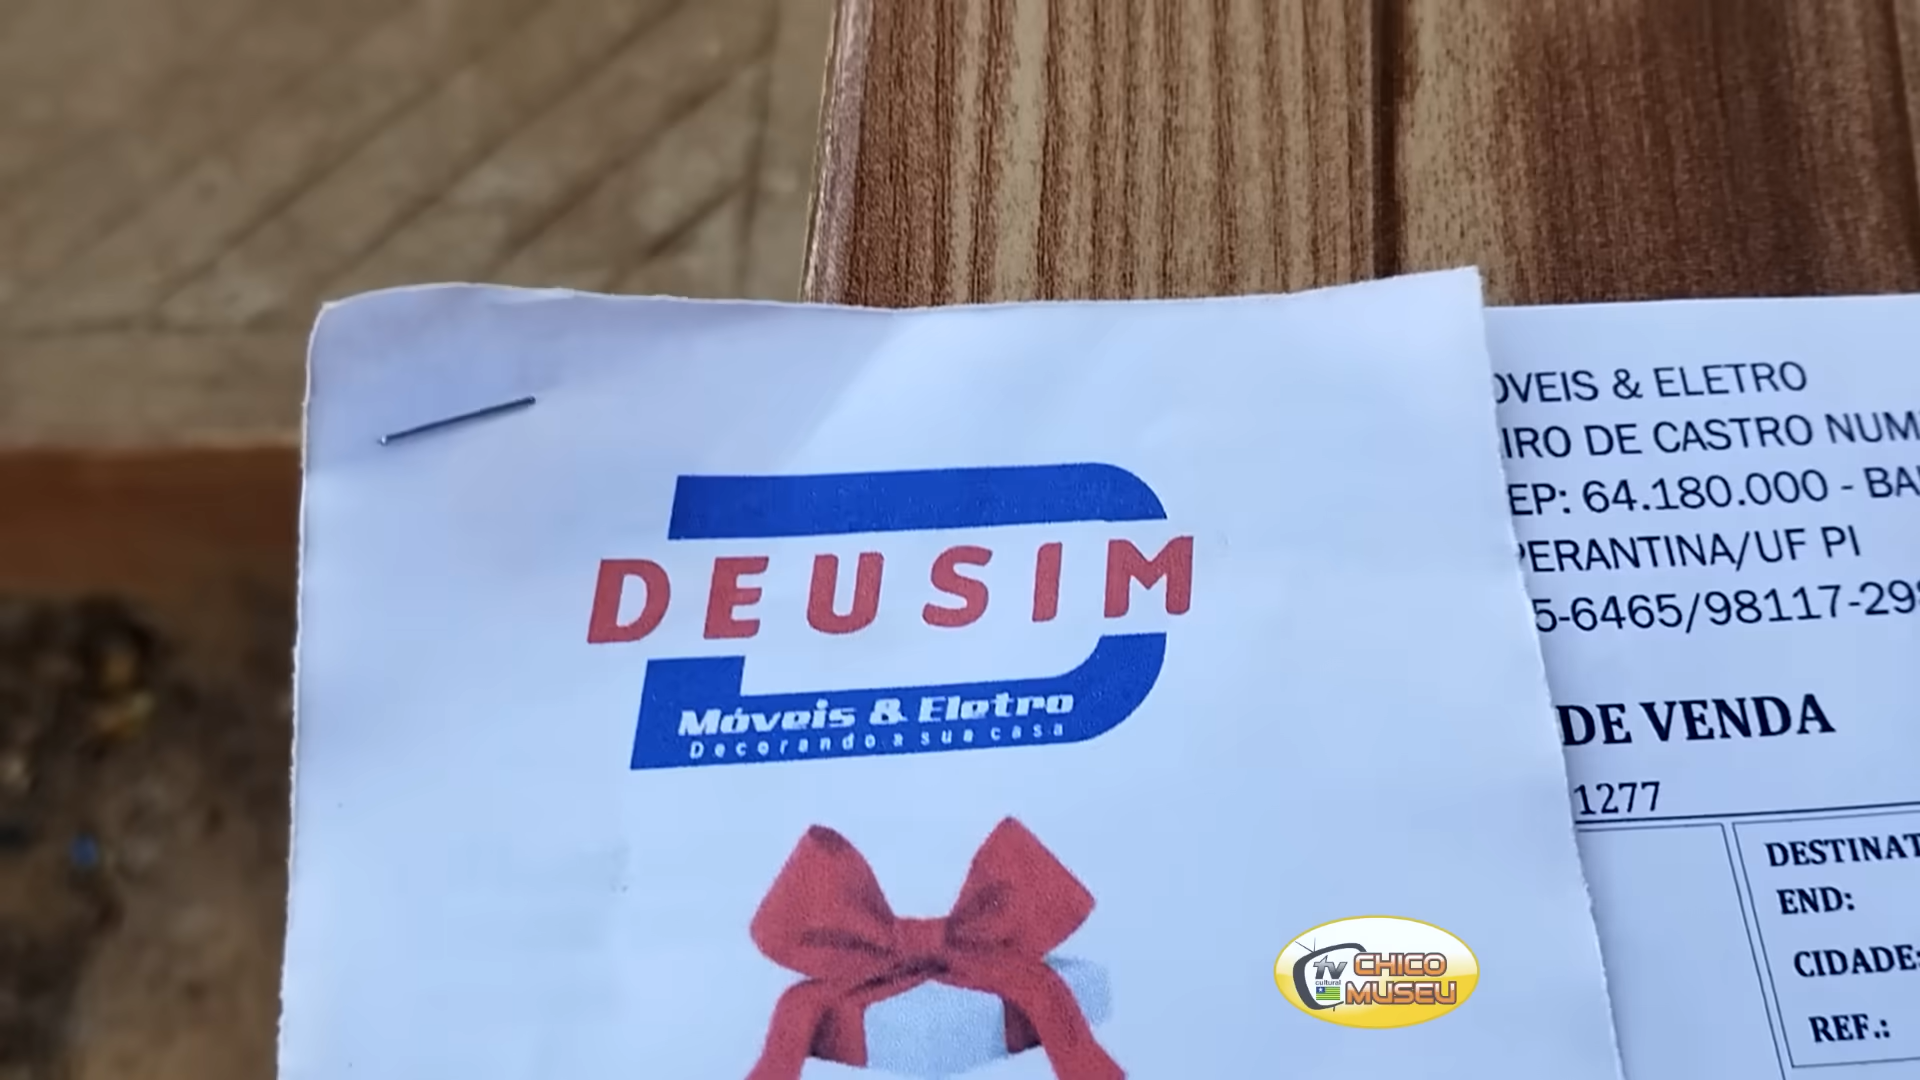 DEUSIM
Móveis & Eletro
Decorando a sua casa
OVEIS & ELETRO
IRO DE CASTRO NUM
EP: 64.180.000 - BA
PERANTINA/UF PI
5-6465/98117-29
DE VENDA
1277
DESTINAT
END:
CIDADE:
REF.:
tv CHICO
cultural MUSEU